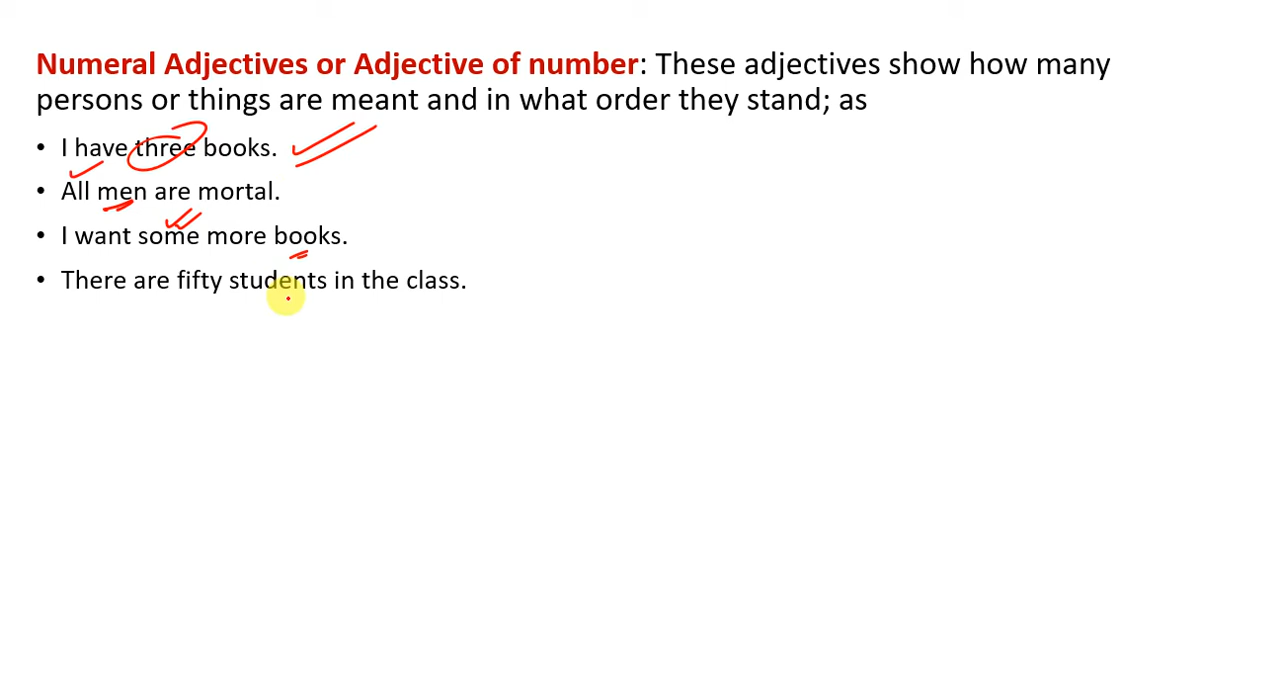 Numeral Adjectives or Adjective of number: These adjectives show how many
persons or things are meant and in what order they stand; as
• I have three books.
• All men are mortal.
• I want some more books.
• There are fifty students in the class.